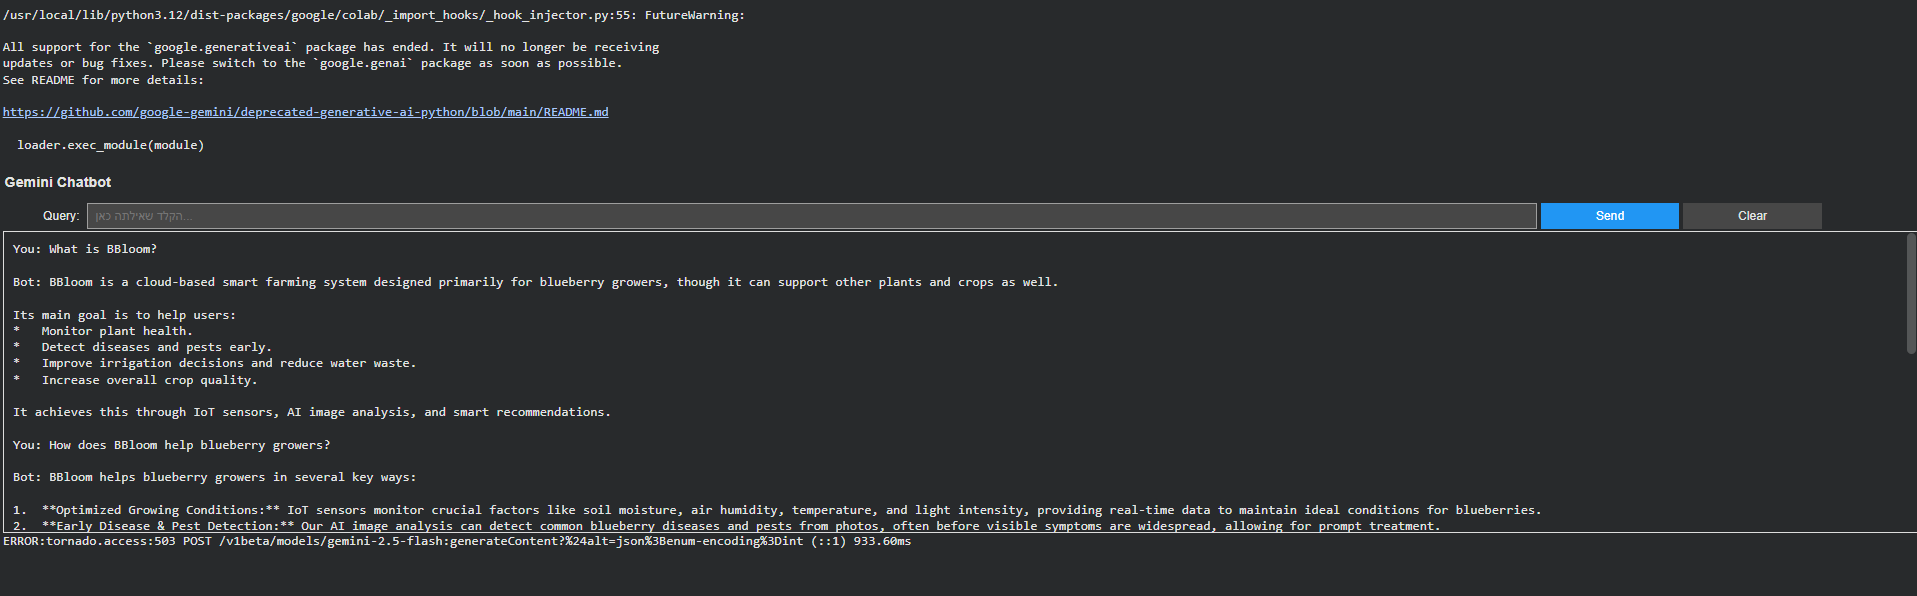 /usr/local/lib/python3.12/dist-packages/google/colab/_import_hooks/_hook_injector.py:55: FutureWarning:
All support for the `google.generativeai` package has ended. It will no longer be receiving
updates or bug fixes. Please switch to the `google.genai` package as soon as possible.
See README for more details:
https://github.com/google-gemini/deprecated-generative-ai-python/blob/main/README.md
loader.exec_module(module)
Gemini Chatbot
Query: הקלד שאילתה כאן... Send Clear
You: What is BBloom?
Bot: BBloom is a cloud-based smart farming system designed primarily for blueberry growers, though it can support other plants and crops as well.
Its main goal is to help users:
*   Monitor plant health.
*   Detect diseases and pests early.
*   Improve irrigation decisions and reduce water waste.
*   Increase overall crop quality.
It achieves this through IoT sensors, AI image analysis, and smart recommendations.
You: How does BBloom help blueberry growers?
Bot: BBloom helps blueberry growers in several key ways:
1.  **Optimized Growing Conditions:** IoT sensors monitor crucial factors like soil moisture, air humidity, temperature, and light intensity, providing real-time data to maintain ideal conditions for blueberries.
2.  **Early Disease & Pest Detection:** Our AI image analysis can detect common blueberry diseases and pests from photos, often before visible symptoms are widespread, allowing for prompt treatment.
ERROR:tornado.access:503 POST /v1beta/models/gemini-2.5-flash:generateContent?%24alt=json%3Benum-encoding%3Dint (::1) 933.60ms